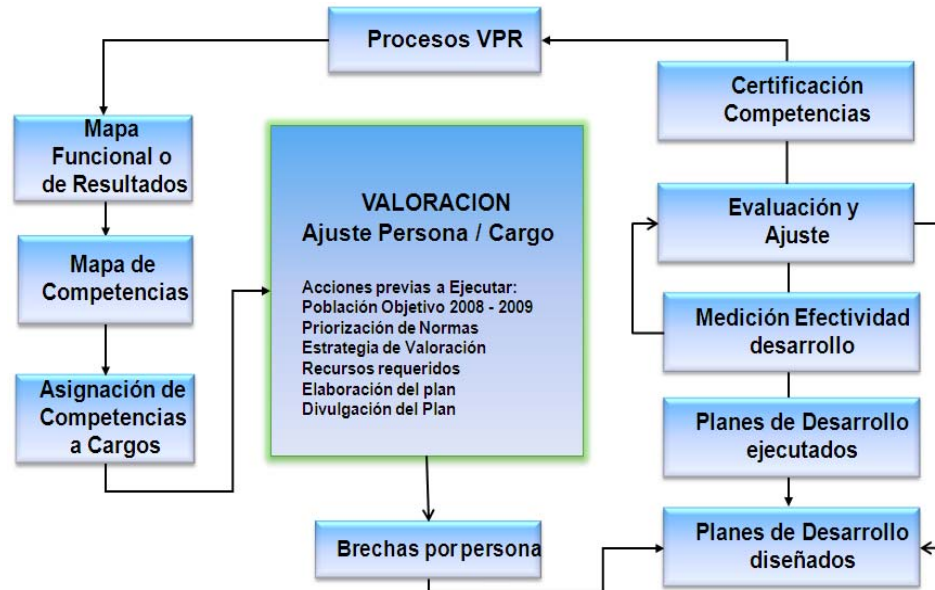 Procesos VPR
Mapa
Funcional o
de Resultados
Mapa de
Competencias
Asignación de
Competencias
a Cargos
VALORACION
Ajuste Persona / Cargo
Acciones previas a Ejecutar:
Población Objetivo 2008 - 2009
Priorización de Normas
Estrategia de Valoración
Recursos requeridos
Elaboración del plan
Divulgación del Plan
Brechas por persona
Certificación
Competencias
Evaluación y
Ajuste
Medición Efectividad
desarrollo
Planes de Desarrollo
ejecutados
Planes de Desarrollo
diseñados